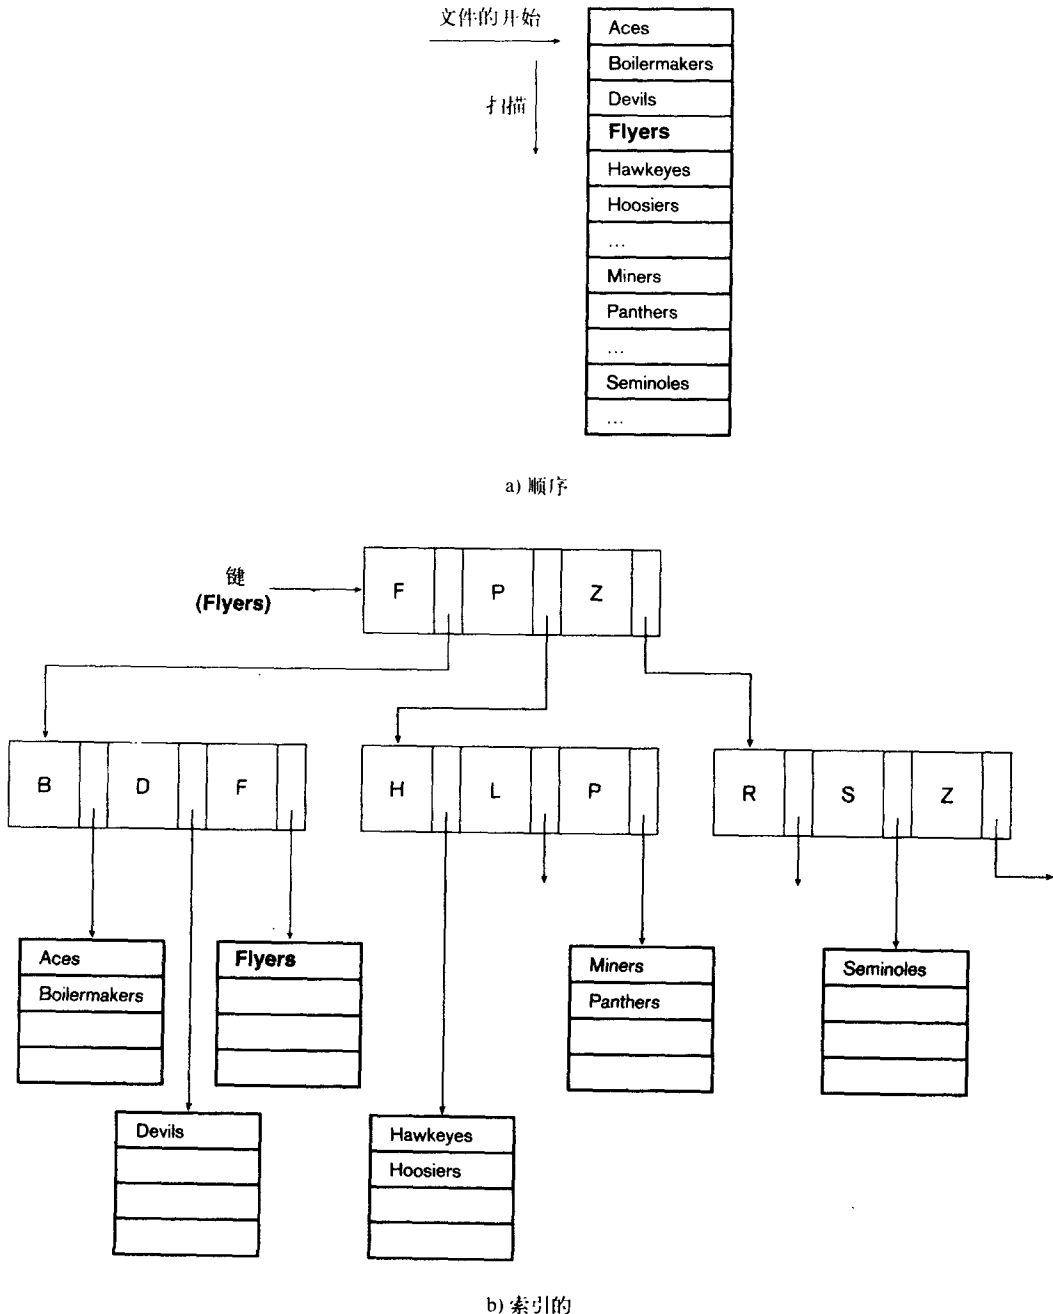 文件的开始
扫描
Aces
Boilermakers
Devils
Flyers
Hawkeyes
Hoosiers
...
Miners
Panthers
...
Seminoles
...
a) 顺序
键
(Flyers)
F P Z
B D F
H L P
R S Z
Aces
Boilermakers
Flyers
Miners
Panthers
Seminoles
Devils
Hawkeyes
Hoosiers
b) 索引的